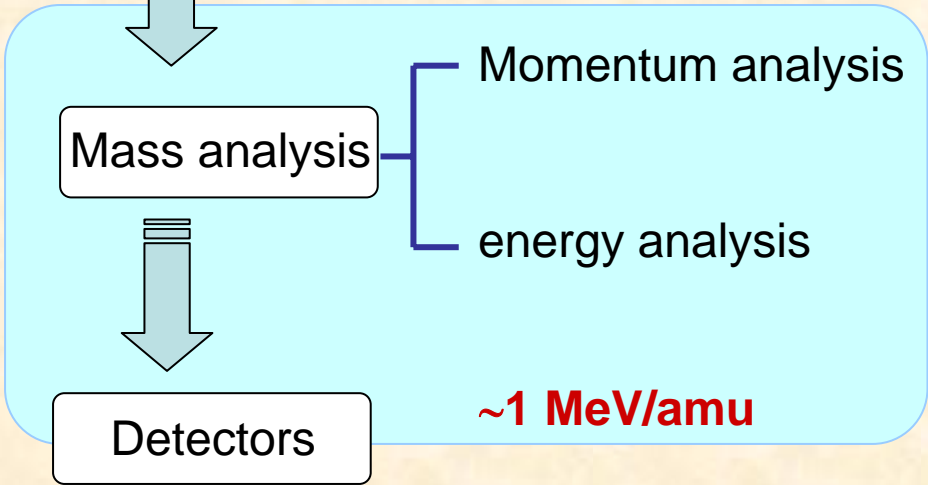 Momentum analysis
Mass analysis
energy analysis
~1 MeV/amu
Detectors